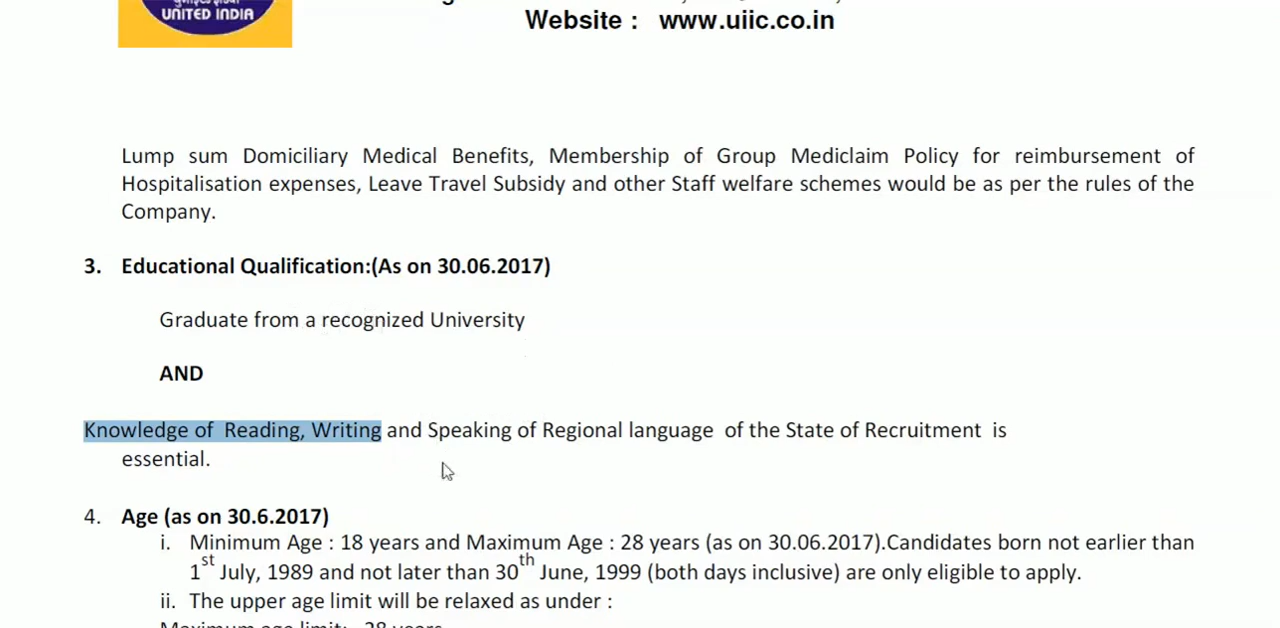 UNITED INDIA
Website : www.uiic.co.in
Lump sum Domiciliary Medical Benefits, Membership of Group Mediclaim Policy for reimbursement of
Hospitalisation expenses, Leave Travel Subsidy and other Staff welfare schemes would be as per the rules of the
Company.
3. Educational Qualification:(As on 30.06.2017)
Graduate from a recognized University
AND
Knowledge of Reading, Writing and Speaking of Regional language of the State of Recruitment is
essential.
4. Age (as on 30.6.2017)
i. Minimum Age : 18 years and Maximum Age : 28 years (as on 30.06.2017).Candidates born not earlier than
1st July, 1989 and not later than 30th June, 1999 (both days inclusive) are only eligible to apply.
ii. The upper age limit will be relaxed as under :
Maximum age limit: 28 years